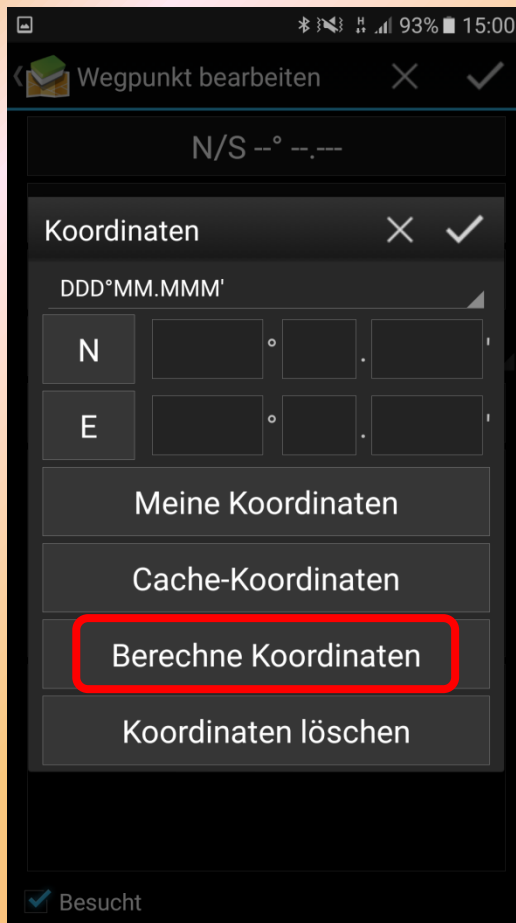 H 93% 15:00
Wegpunkt bearbeiten
N/S --° --.---
Koordinaten
DDD°MM.MMM'
N ° . '
E ° . '
Meine Koordinaten
Cache-Koordinaten
Berechne Koordinaten
Koordinaten löschen
Besucht